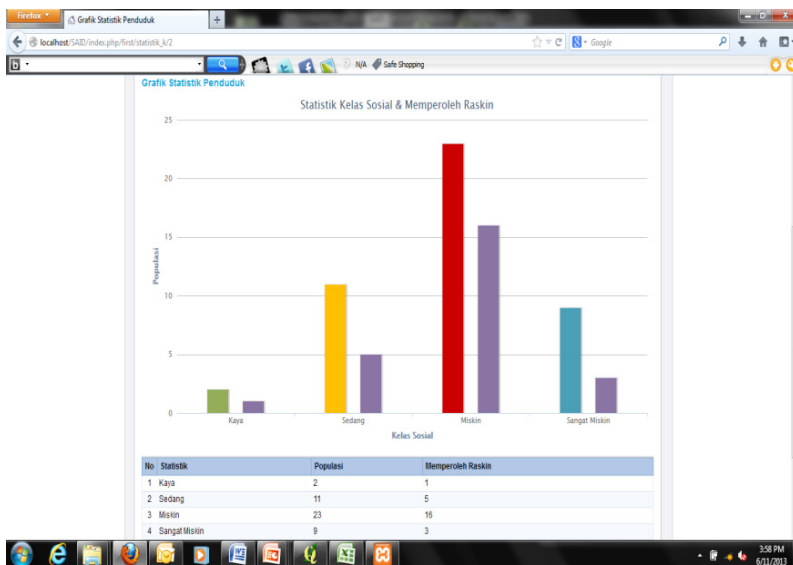 Firefox
Grafik Statistik Penduduk
+
localhost/SAID/index.php/first/statistik_k/2
8 - Google
b
N/A Safe Shopping
Grafik Statistik Penduduk
Statistik Kelas Sosial & Memperoleh Raskin
25
20
15
10
5
0
Populasi
Kaya Sedang Miskin Sangat Miskin
Kelas Sosial
No Statistik Populasi Memperoleh Raskin
1 Kaya 2 1
2 Sedang 11 5
3 Miskin 23 16
4 Sangat Miskin 9 3
3:58 PM
6/11/2013